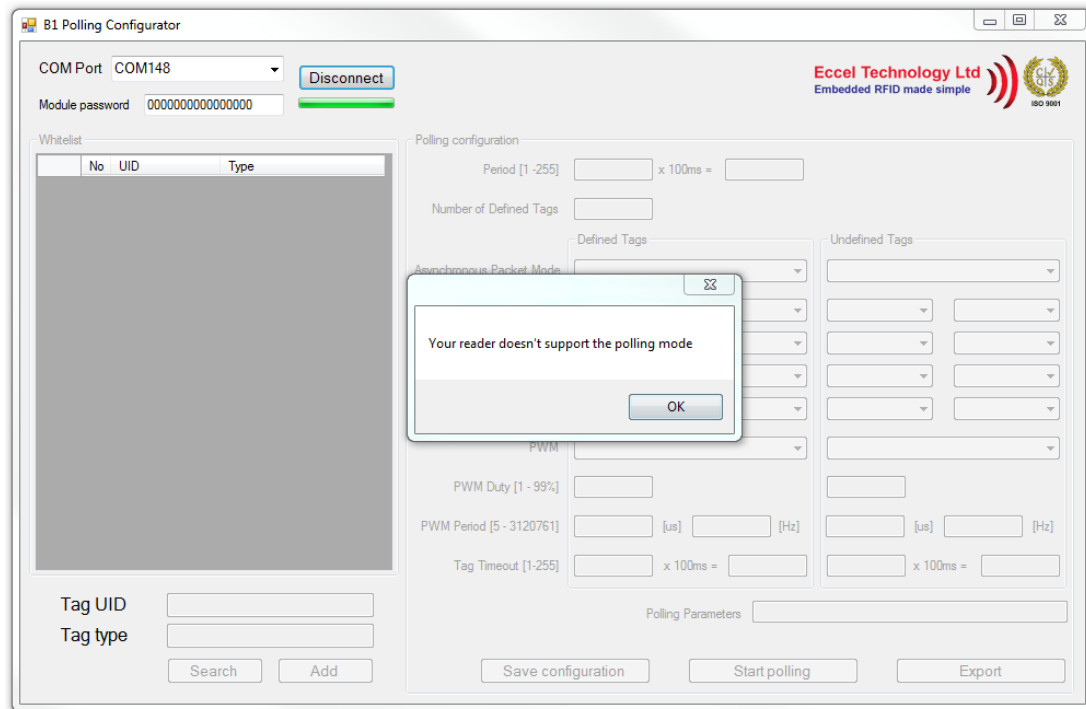 B1 Polling Configurator
COM Port COM148 Disconnect
Module password 0000000000000000
Eccel Technology Ltd
Embedded RFID made simple
ISO 9001
Whitelist
No UID Type
Polling configuration
Period [1 -255] x 100ms =
Number of Defined Tags
Defined Tags Undefined Tags
Asynchronous Packet Mode
Your reader doesn't support the polling mode
OK
PWM
PWM Duty [1 - 99%]
PWM Period [5 - 3120761] [us] [Hz] [us] [Hz]
Tag Timeout [1-255] x 100ms = x 100ms =
Tag UID
Tag type
Search Add
Polling Parameters
Save configuration Start polling Export